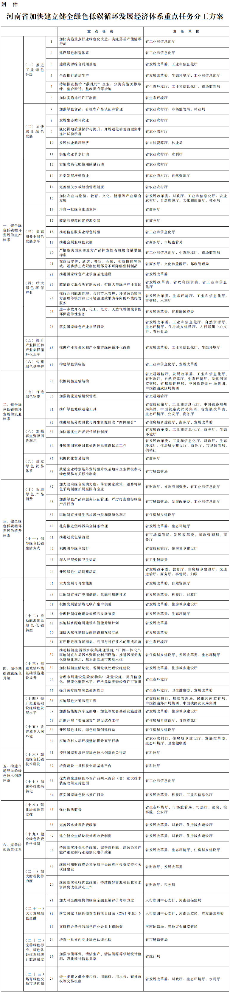 附 件
河南省加快建立健全绿色低碳循环发展经济体系重点任务分工方案
重 点 任 务 责 任 单 位
一、健全绿色低碳循环发展的生产体系
(一)推进工业绿色升级
1 加快实施重点行业绿色化改造，实施落后产能清零行动 省工业和信息化厅
2 建设绿色制造体系 省工业和信息化厅
3 建设资源综合利用基地 省发展改革委、工业和信息化厅
4 全面推行清洁生产 省发展改革委、生态环境厅、工业和信息化厅
5 持续排查整治“散乱污”企业，分类实施关停取缔、整合搬迁、整改提升等措施 省生态环境厅、工业和信息化厅、市场监管局
6 加快实施排污许可制度 省生态环境厅
(二)加快农业绿色发展
7 加强绿色食品、有机农产品认证和管理 省农业农村厅、市场监管局、林业局
8 发展生态循环农业 省农业农村厅
9 强化耕地质量保护与提升，开展退化耕地治理集中连片试验示范 省农业农村厅
10 发展林业循环经济 省自然资源厅、林业局
11 实施农业节水行动 省农业农村厅、水利厅
12 实施农药化肥使用减量行动 省农业农村厅
13 科学发展增殖渔业 省农业农村厅、自然资源厅
14 完善相关水域禁渔管理制度 省农业农村厅
15 加快农业与旅游、教育、文化、健康等产业融合发展 省发展改革委、财政厅、工业和信息化厅、农业农村厅、自然资源厅、文化和旅游厅、林业局
(三)提高服务业绿色发展水平
16 培育一批绿色流通主体 省商务厅
17 鼓励和规范闲置资源交易 省商务厅
18 推动信息服务业绿色转型 省工业和信息化厅
19 推进会展业绿色发展 省商务厅、市场监管局
20 严格落实国家和地方产品挥发性有机物含量限值标准 省工业和信息化厅、生态环境厅、市场监管局
21 在商品零售、酒店、餐饮、会展、电商快递等领域，逐步禁止或限制使用部分不可降解塑料制品 省商务厅、文化和旅游厅、邮政管理局
(四)壮大绿色环保产业
22 推进国家绿色产业示范基地建设 省发展改革委
23 鼓励设立混合所有制公司，打造大型绿色产业集团 省发展改革委、省政府国资委、省工业和信息化厅
24 推行合同能源管理、合同节水管理、环境污染第三方治理等模式和以环境治理效果为导向的环境托管服务 省发展改革委、生态环境厅、工业和信息化厅、事管局、水利厅
25 进一步放开石油、化工、电力、天然气等领域节能环保竞争性业务 省发展改革委、省政府国资委
26 落实国家绿色产业指导目录 省发展改革委、工业和信息化厅、自然资源厅、生态环境厅、住房城乡建设厅、人行郑州中心支行、省林业局
(五)提升产业园区和产业集群循环化水平
27 推进产业集聚区和产业集群绿色循环化改造 省发展改革委、工业和信息化厅、生态环境厅
(六)构建绿色供应链
28 构建绿色供应链 省工业和信息化厅、发展改革委
二、健全绿色低碳循环发展的流通体系
(七)打造绿色物流
29 积极调整运输结构 省交通运输厅、发展改革委、工业和信息化厅、省财政厅、自然资源厅、生态环境厅、民航河南监管局、省邮政管理局、中国铁路郑州局集团、中国铁路武汉局集团
30 加强物流运输组织管理 省交通运输厅
31 推广绿色低碳运输工具 省交通运输厅、工业和信息化厅、中国铁路郑州局集团、中国铁路武汉局集团、省发展改革委、生态环境厅、公安厅、商务厅
(八)加强再生资源回收利用
32 推进垃圾分类回收与再生资源回收“两网融合” 省住房城乡建设厅、商务厅、发展改革委
33 加快落实生产者责任延伸制度 省发展改革委、工业和信息化厅、商务厅、生态环境厅
34 开展废旧家电回收处理体系建设试点工作 省发展改革委、工业和信息化厅、财政厅、生态环境厅、住房城乡建设厅、商务厅、市场监管局、供销社
(九)建立绿色贸易体系
35 积极优化贸易结构 省商务厅
36 鼓励企业特别是外贸转型升级基地内企业积极参与绿色贸易有关标准制定 省市场监管局
三、健全绿色低碳循环发展的消费体系
(十)促进绿色产品消费
37 加大政府绿色采购力度，落实国家政策，逐步将绿色采购制度扩展至国有企业 省财政厅、省政府国资委、省工业和信息化厅
38 加强绿色产品和服务认证管理，严厉打击虚标绿色产品行为 省市场监管局、发展改革委、工业和信息化厅
(十一)倡导绿色低碳生活方式
39 因地制宜推进生活垃圾分类和资源化利用 省住房城乡建设厅
40 扎实推进塑料污染全链条治理 省发展改革委、生态环境厅
41 推进过度包装治理 省市场监管局、发展改革委、邮政管理局、商务厅
42 积极引导绿色出行 省交通运输厅、住房城乡建设厅
43 深入开展爱国卫生运动 省卫生健康委
44 开展绿色生活创建活动 省发展改革委、教育厅、住房城乡建设厅、交通运输厅、商务厅、事管局、妇联
四、加快基础设施绿色升级
(十二)推动能源体系绿色低碳转型
45 大力发展可再生能源 省发展改革委、自然资源厅
46 因地制宜推广应用储能、氢能利用新技术 省发展改革委、科技厅、财政厅
47 积极发展清洁热电联产集中供暖 省发展改革委、住房城乡建设厅
48 合理控制煤电建设规模和发展节奏 省发展改革委、生态环境厅
49 实施城乡配电网建设和智能升级计划 省发展改革委
50 加快天然气基础设施建设和互联互通 省发展改革委
51 有序推进现有碳捕集、利用与封存技术的集成示范 省生态环境厅
(十三)推进城镇环境基础设施建设提升
52 推动城镇生活污水收集处理设施“厂网一体化”，因地制宜布局污水资源化利用设施，推进污泥无害化资源化利用，基本消除城市黑臭水体 省住房城乡建设厅、发展改革委、生态环境厅
53 加快城镇生活垃圾、餐厨垃圾处理设施建设 省发展改革委、住房城乡建设厅
54 合理布局建设危险废物集中处置设施，提升信息化、智能化监管水平，严格危险废物经营许可审批 省生态环境厅
55 提升医疗废物应急处理能力 省生态环境厅、卫生健康委、发展改革委
(十四)提升交通基础设施绿色发展水平
56 实施绿色交通示范工程 省交通运输厅、邮政管理局、民航河南监管局、中国铁路郑州局集团、中国铁路武汉局集团
57 加强新能源汽车充换电、加氢等配套基础设施建设 省发展改革委、住房城乡建设厅
(十五)改善城乡人居环境
58 组织开展“美丽城市”建设试点工作 省住房城乡建设厅、自然资源厅
59 开展绿色社区、绿色建筑创建行动 省住房城乡建设厅
60 实施农村人居环境整治提升五年行动 省农业农村厅、住房城乡建设厅、发展改革委、生态环境厅、卫生健康委
五、构建市场导向的绿色技术创新体系
(十六)鼓励绿色低碳技术研发
61 按照国家要求开展绿色技术创新攻关行动 省科技厅
62 培育建设一批科技创新基地平台 省科技厅
(十七)加速科技成果转化
63 优先将先进绿色环保产品列入首台（套）重大技术装备政策支持范围 省工业和信息化厅
64 落实国家绿色技术推广目录 省发展改革委、科技厅、工业和信息化厅
六、完善法规政策体系
(十八)强化法规政策支撑
65 强化执法监督 省生态环境厅、市场监管局、司法厅、法院、检察院、公安厅
(十九)健全绿色收费价格机制
66 完善污水处理收费政策 省发展改革委、财政厅、住房城乡建设厅
67 建立健全生活垃圾处理收费制度 省发展改革委、财政厅、住房城乡建设厅
68 持续落实环保电价政策，完善高耗能、高污染和产能严重过剩行业差别化电价政策 省发展改革委、生态环境厅、住房城乡建设厅
(二十)加大财税扶持力度
69 继续利用财政资金和争取中央预算内投资支持相关项目建设 省财政厅、发展改革委
70 继续落实税收优惠政策，持续做好资源税征收和水资源费改税试点工作 省财政厅、税务局
(二十一)大力发展绿色金融
71 加大对金融机构的绿色金融业绩评价考核力度 人行郑州中心支行、河南银保监局
72 落实国家《绿色债券支持项目目录（2021年版）》 人行郑州中心支行、河南证监局、省发展改革委
73 支持符合条件的绿色产业企业上市融资 河南证监局、省地方金融监管局
(二十二)完善绿色标准、绿色认证体系和统计监测制度
74 培育一批省内专业绿色认证机构 省市场监管局
75 加强节能环保、清洁生产、清洁能源等领域统计监测，强化统计信息共享 省统计局
(二十三)培育绿色交易市场机制
76 进一步建立健全排污权、用能权、用水权、碳排放权等交易机制 省发展改革委、财政厅、生态环境厅、水利厅